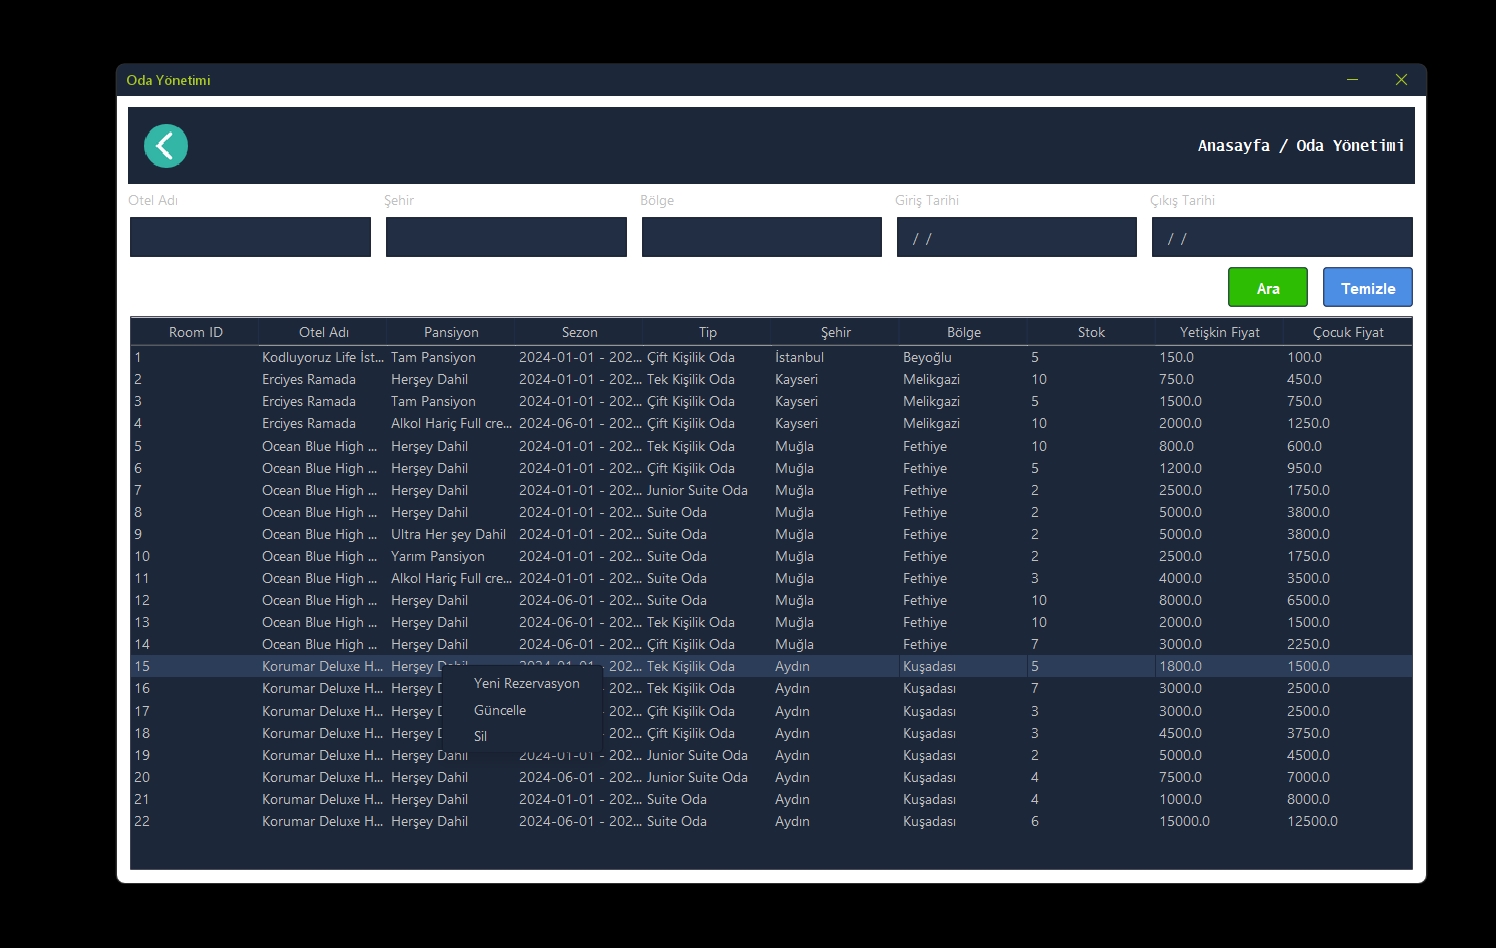 Oda Yönetimi
Anasayfa / Oda Yönetimi
Otel Adı Şehir Bölge Giriş Tarihi Çıkış Tarihi
/ / / /
Ara Temizle
Room ID Otel Adı Pansiyon Sezon Tip Şehir Bölge Stok Yetişkin Fiyat Çocuk Fiyat
1 Kodluyoruz Life İst... Tam Pansiyon 2024-01-01 - 202... Çift Kişilik Oda İstanbul Beyoğlu 5 150.0 100.0
2 Erciyes Ramada Herşey Dahil 2024-01-01 - 202... Tek Kişilik Oda Kayseri Melikgazi 10 750.0 450.0
3 Erciyes Ramada Tam Pansiyon 2024-01-01 - 202... Çift Kişilik Oda Kayseri Melikgazi 5 1500.0 750.0
4 Erciyes Ramada Alkol Hariç Full cre... 2024-06-01 - 202... Çift Kişilik Oda Kayseri Melikgazi 10 2000.0 1250.0
5 Ocean Blue High ... Herşey Dahil 2024-01-01 - 202... Tek Kişilik Oda Muğla Fethiye 10 800.0 600.0
6 Ocean Blue High ... Herşey Dahil 2024-01-01 - 202... Çift Kişilik Oda Muğla Fethiye 5 1200.0 950.0
7 Ocean Blue High ... Herşey Dahil 2024-01-01 - 202... Junior Suite Oda Muğla Fethiye 2 2500.0 1750.0
8 Ocean Blue High ... Herşey Dahil 2024-01-01 - 202... Suite Oda Muğla Fethiye 2 5000.0 3800.0
9 Ocean Blue High ... Ultra Her şey Dahil 2024-01-01 - 202... Suite Oda Muğla Fethiye 2 5000.0 3800.0
10 Ocean Blue High ... Yarım Pansiyon 2024-01-01 - 202... Suite Oda Muğla Fethiye 2 2500.0 1750.0
11 Ocean Blue High ... Alkol Hariç Full cre... 2024-01-01 - 202... Suite Oda Muğla Fethiye 3 4000.0 3500.0
12 Ocean Blue High ... Herşey Dahil 2024-06-01 - 202... Suite Oda Muğla Fethiye 10 8000.0 6500.0
13 Ocean Blue High ... Herşey Dahil 2024-06-01 - 202... Tek Kişilik Oda Muğla Fethiye 10 2000.0 1500.0
14 Ocean Blue High ... Herşey Dahil 2024-06-01 - 202... Çift Kişilik Oda Muğla Fethiye 7 3000.0 2250.0
15 Korumar Deluxe H... Herşey Dahil 2024-01-01 - 202... Tek Kişilik Oda Aydın Kuşadası 5 1800.0 1500.0
16 Korumar Deluxe H... Herşey - 202... Tek Kişilik Oda Aydın Kuşadası 7 3000.0 2500.0
17 Korumar Deluxe H... Herşey - 202... Çift Kişilik Oda Aydın Kuşadası 3 3000.0 2500.0
18 Korumar Deluxe H... Herşey - 202... Çift Kişilik Oda Aydın Kuşadası 3 4500.0 3750.0
19 Korumar Deluxe H... Herşey Dahil 2024-01-01 - 202... Junior Suite Oda Aydın Kuşadası 2 5000.0 4500.0
20 Korumar Deluxe H... Herşey Dahil 2024-06-01 - 202... Junior Suite Oda Aydın Kuşadası 4 7500.0 7000.0
21 Korumar Deluxe H... Herşey Dahil 2024-01-01 - 202... Suite Oda Aydın Kuşadası 4 1000.0 8000.0
22 Korumar Deluxe H... Herşey Dahil 2024-06-01 - 202... Suite Oda Aydın Kuşadası 6 15000.0 12500.0
Yeni Rezervasyon
Güncelle
Sil